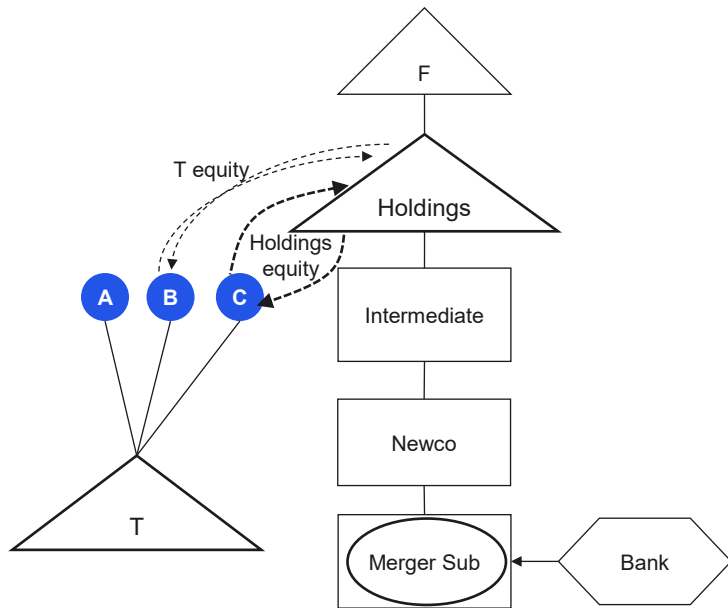 F
T equity
Holdings
Holdings
equity
A
B
C
Intermediate
Newco
T
Merger Sub
Bank